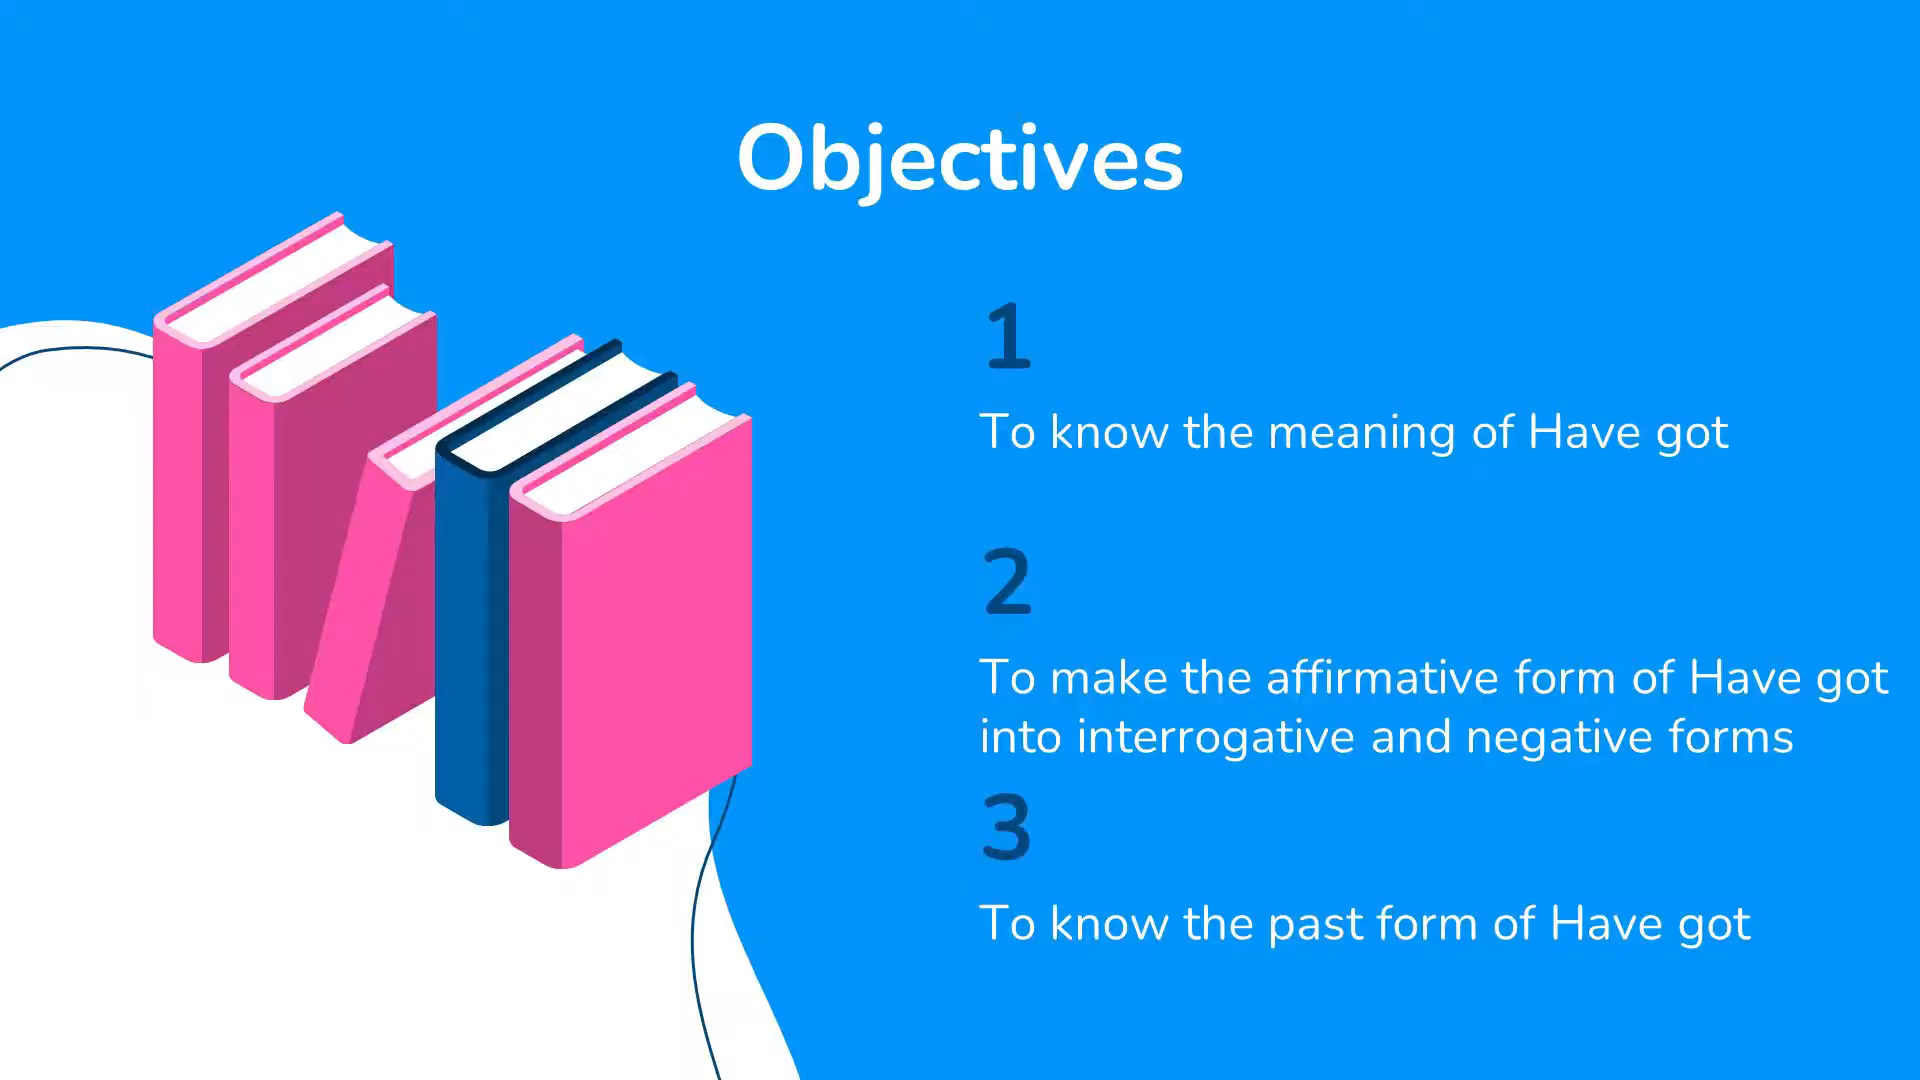 Objectives
1
To know the meaning of Have got
2
To make the affirmative form of Have got
into interrogative and negative forms
3
To know the past form of Have got